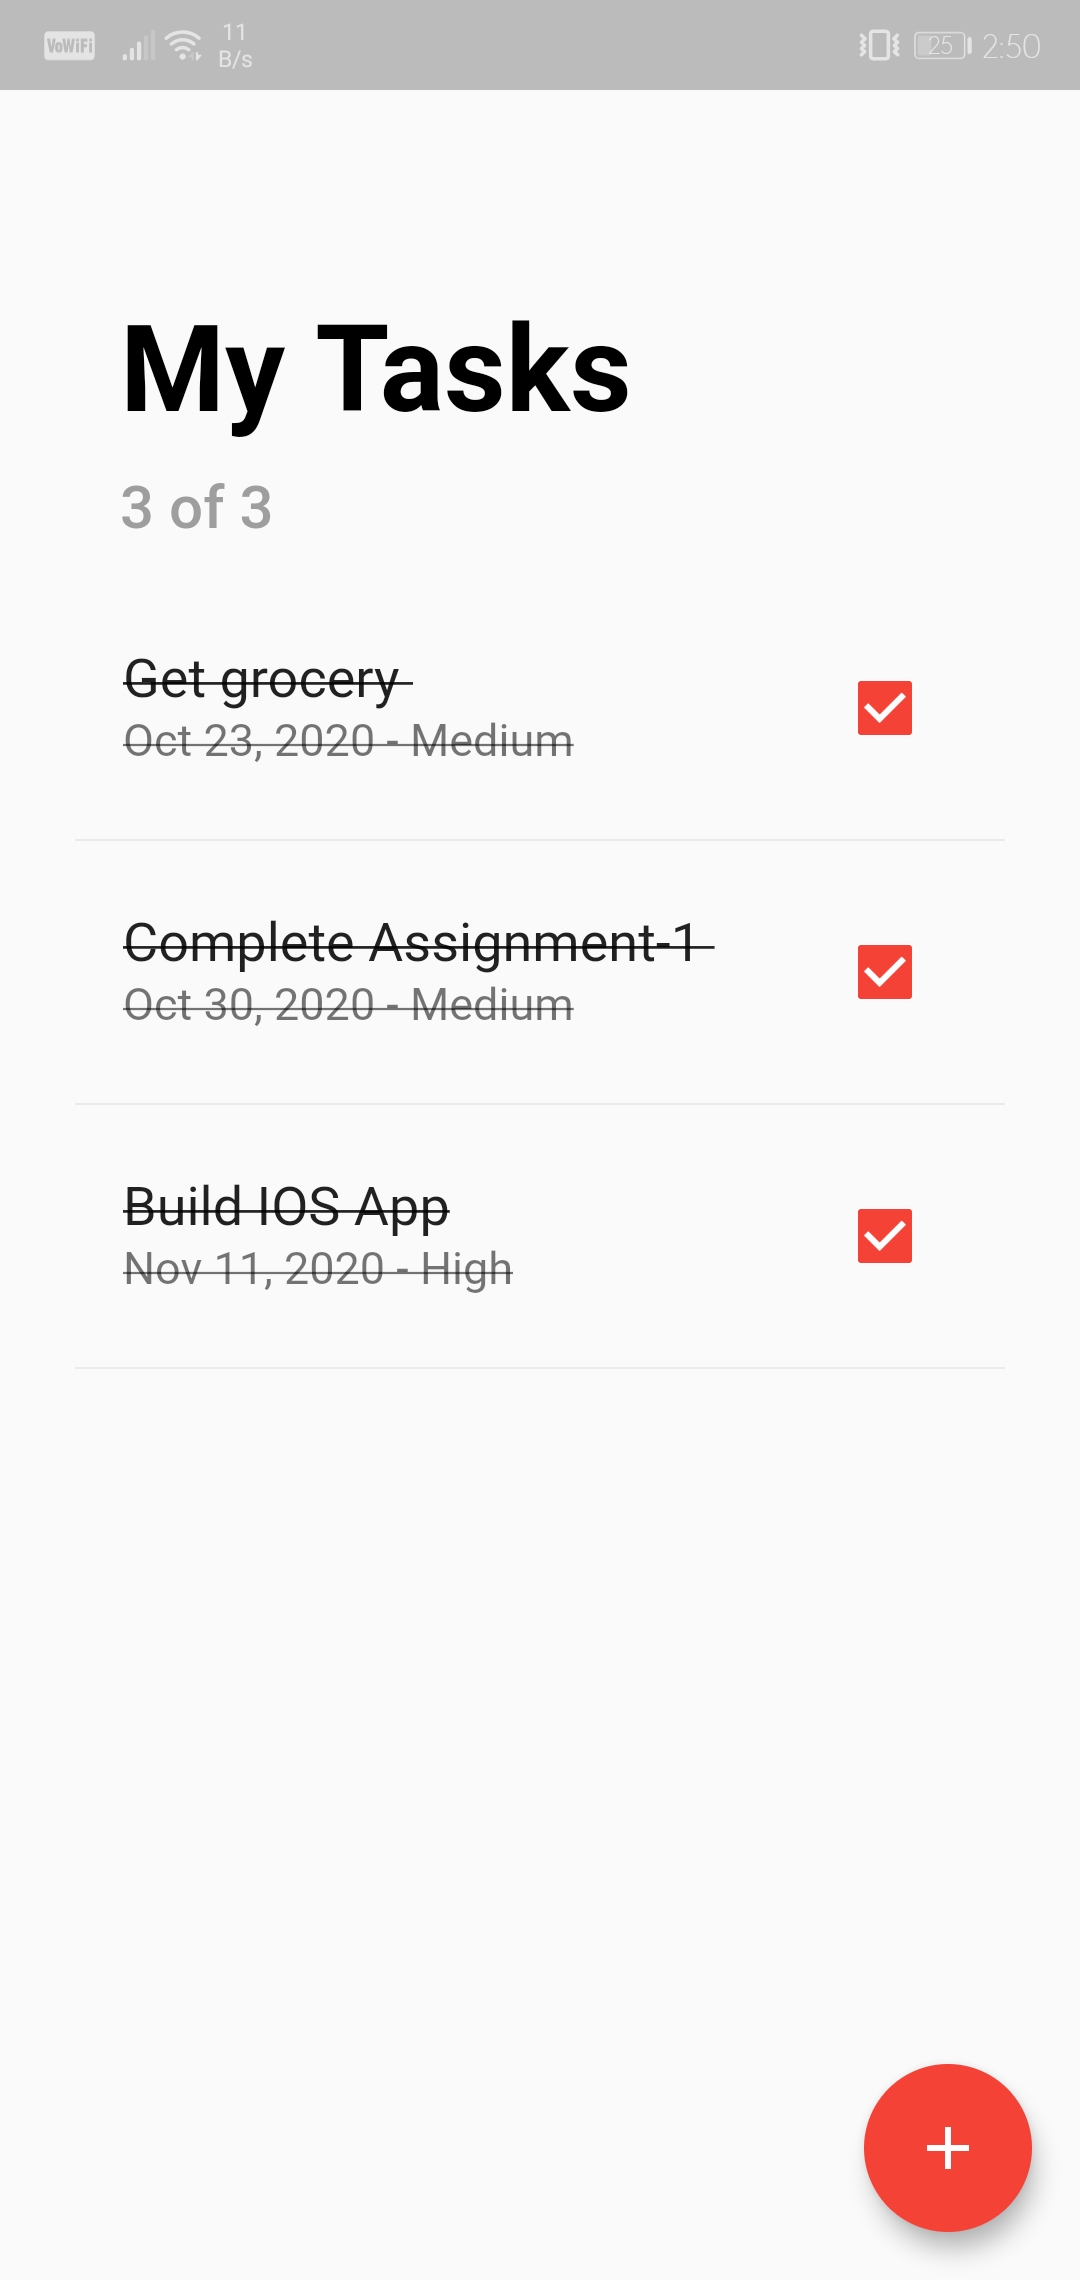 VoWiFi 11 B/s 25 2:50
My Tasks
3 of 3
Get grocery
Oct 23, 2020 - Medium
Complete Assignment-1
Oct 30, 2020 - Medium
Build IOS App
Nov 11, 2020 - High